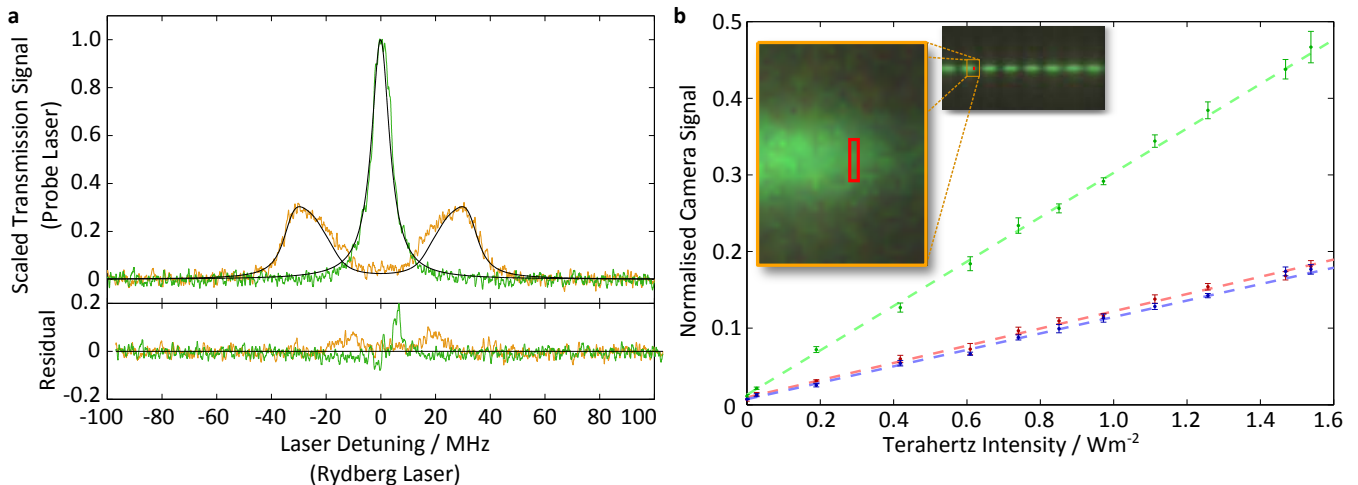 a
Scaled Transmission Signal
(Probe Laser)
1.0
0.8
0.6
0.4
0.2
0
Residual
0.2
0
-0.2
-100 -80 -60 -40 -20 0 20 40 60 80 100
Laser Detuning / MHz
(Rydberg Laser)
b
Normalised Camera Signal
0.5
0.4
0.3
0.2
0.1
0
0 0.2 0.4 0.6 0.8 1.0 1.2 1.4 1.6
Terahertz Intensity / Wm⁻²